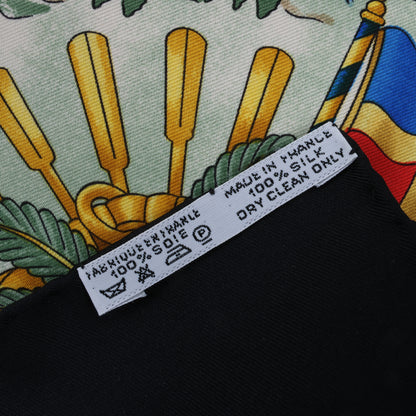 FABRIQUE EN FRANCE
100% SOIE
P
MADE IN FRANCE
100% SILK
DRY CLEAN ONLY